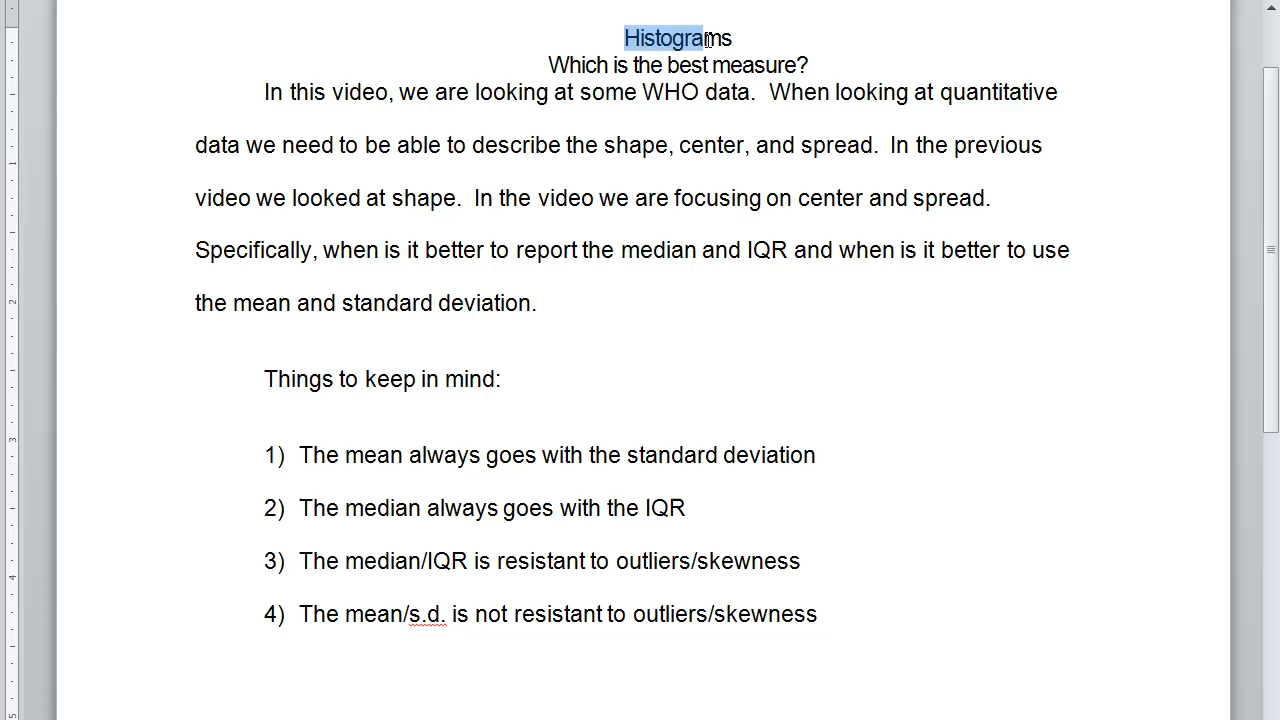 Histograms
Which is the best measure?
In this video, we are looking at some WHO data.  When looking at quantitative
data we need to be able to describe the shape, center, and spread.  In the previous
video we looked at shape.  In the video we are focusing on center and spread.
Specifically, when is it better to report the median and IQR and when is it better to use
the mean and standard deviation.
Things to keep in mind:
1) The mean always goes with the standard deviation
2) The median always goes with the IQR
3) The median/IQR is resistant to outliers/skewness
4) The mean/s.d. is not resistant to outliers/skewness
1
2
3
4
5